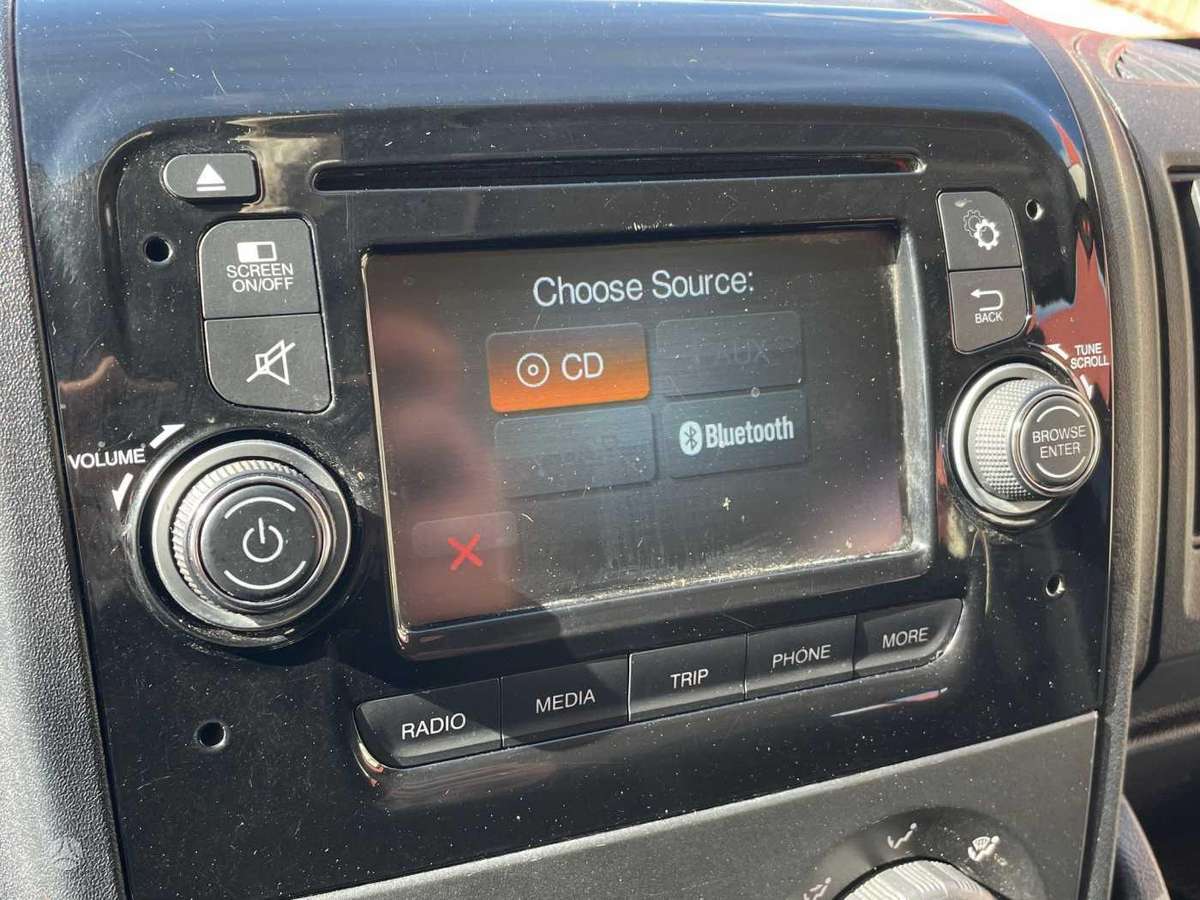 SCREEN
ON/OFF
Choose Source:
BACK
CD
AUX
TUNE
SCROLL
VOLUME
Bluetooth
BROWSE
ENTER
RADIO
MEDIA
TRIP
PHONE
MORE